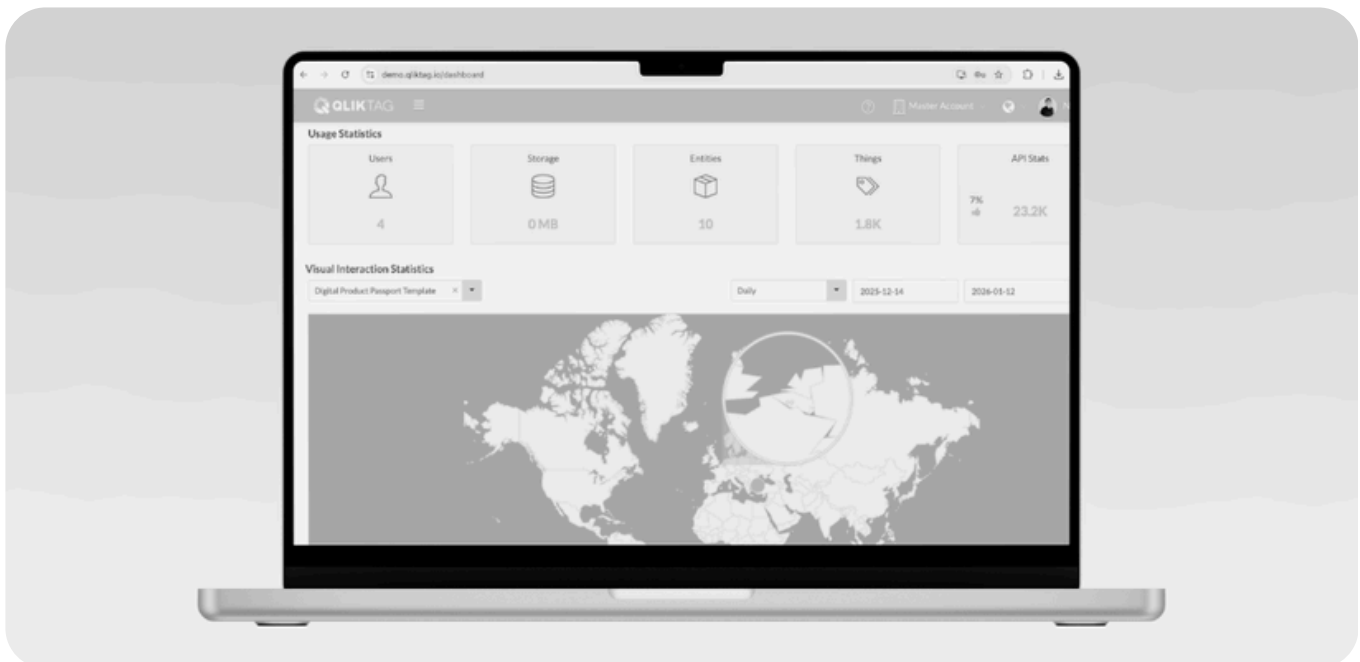 demo.qliktag.io/dashboard
QLIKTAG
Master Account
N
Usage Statistics
Users
Storage
Entities
Things
API Stats
7%
4
0 MB
10
1.8K
23.2K
Visual Interaction Statistics
Digital Product Passport Template ×
Daily
2025-12-14
2026-01-12